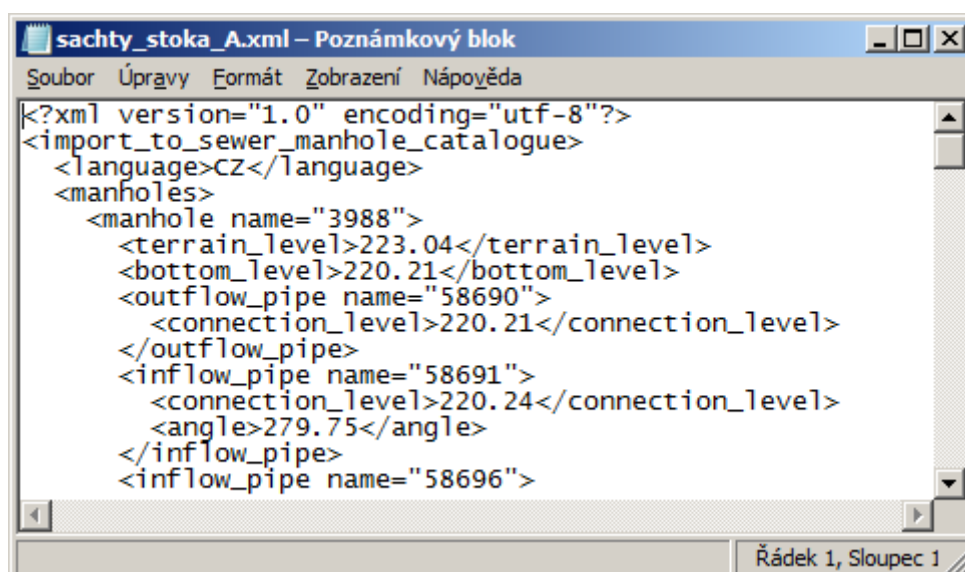 sachty_stoka_A.xml – Poznámkový blok
Soubor Úpravy Formát Zobrazení Nápověda
<?xml version="1.0" encoding="utf-8"?>
<import_to_sewer_manhole_catalogue>
  <language>CZ</language>
  <manholes>
    <manhole name="3988">
      <terrain_level>223.04</terrain_level>
      <bottom_level>220.21</bottom_level>
      <outflow_pipe name="58690">
        <connection_level>220.21</connection_level>
      </outflow_pipe>
      <inflow_pipe name="58691">
        <connection_level>220.24</connection_level>
        <angle>279.75</angle>
      </inflow_pipe>
      <inflow_pipe name="58696">
Řádek 1, Sloupec 1